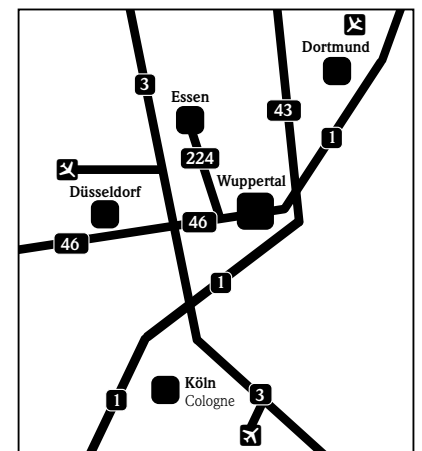 Dortmund
3
Essen
43
1
224
Wuppertal
Düsseldorf
46
46
1
Köln
Cologne
3
1